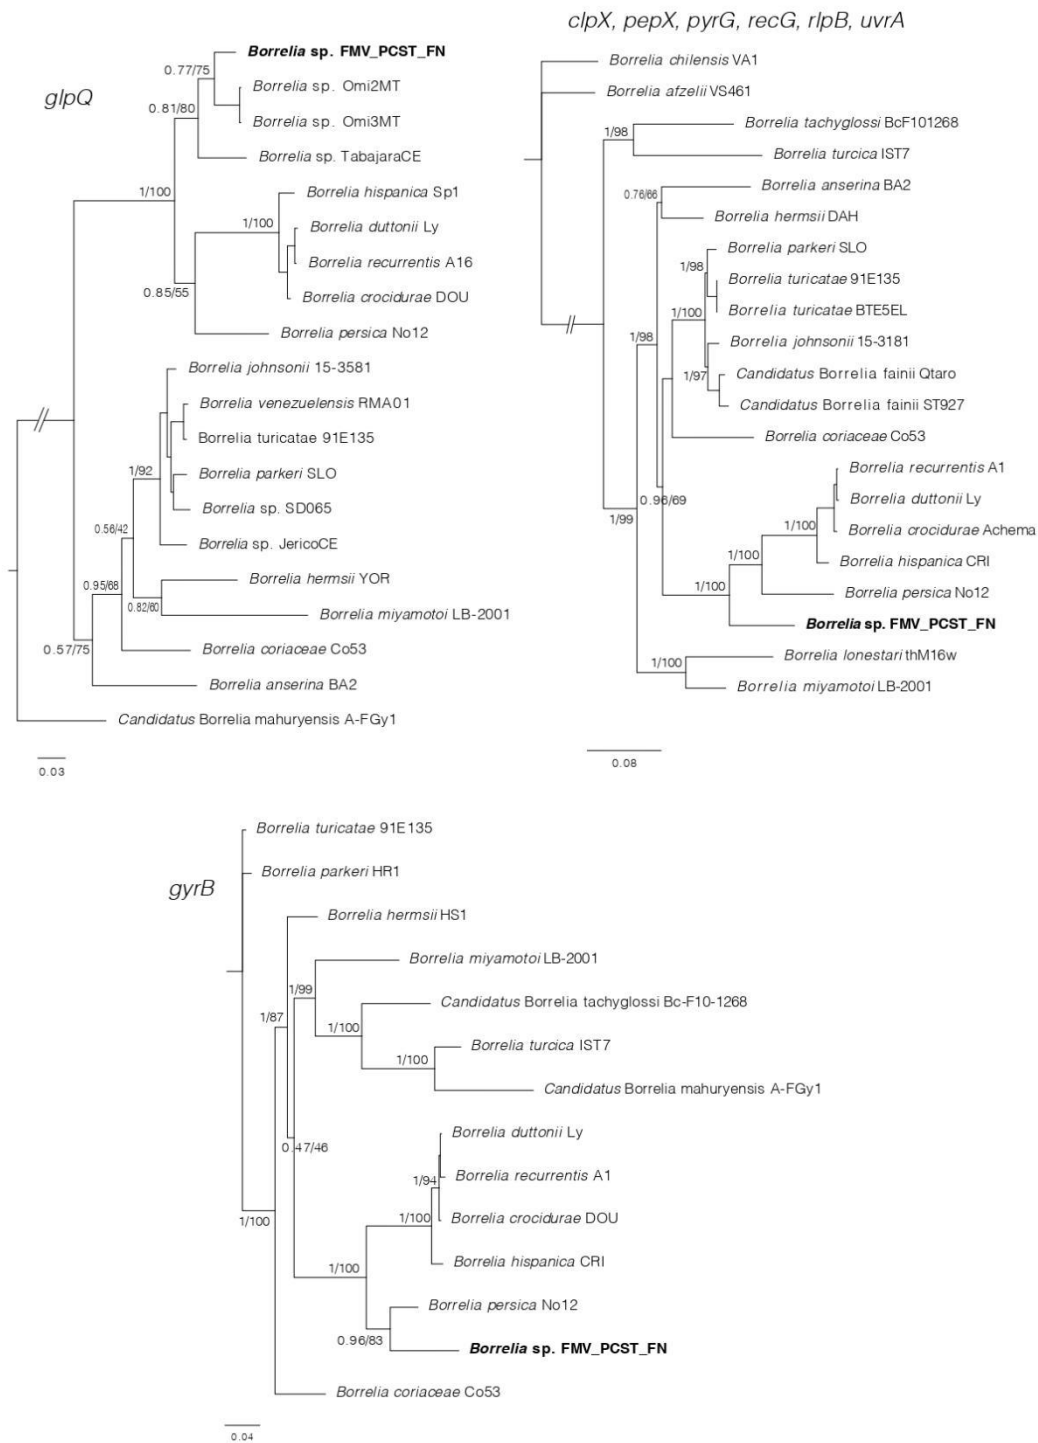 clpX, pepX, pyrG, recG, rlpB, uvrA
glpQ
Borrelia sp. FMV_PCST_FN
0.77/75
Borrelia sp. Omi2MT
0.81/80
Borrelia sp. Omi3MT
Borrelia sp. TabajaraCE
1/100
Borrelia hispanica Sp1
1/100
Borrelia duttonii Ly
Borrelia recurrentis A16
0.85/55
Borrelia crocidurae DOU
Borrelia persica No12
Borrelia johnsonii 15-3581
Borrelia venezuelensis RMA01
Borrelia turicatae 91E135
1/92
Borrelia parkeri SLO
Borrelia sp. SD065
0.56/42
Borrelia sp. JericoCE
0.95/68
Borrelia hermsii YOR
0.82/60
Borrelia miyamotoi LB-2001
0.57/75
Borrelia coriaceae Co53
Borrelia anserina BA2
Candidatus Borrelia mahuryensis A-FGy1
0.03
Borrelia chilensis VA1
Borrelia afzelii VS461
1/98
Borrelia tachyglossi BcF101268
Borrelia turcica IST7
0.76/66
Borrelia anserina BA2
Borrelia hermsii DAH
Borrelia parkeri SLO
1/98
Borrelia turicatae 91E135
1/100
Borrelia turicatae BTE5EL
1/98
Borrelia johnsonii 15-3181
1/97
Candidatus Borrelia fainii Qtaro
Candidatus Borrelia fainii ST927
Borrelia coriaceae Co53
Borrelia recurrentis A1
0.96/69
Borrelia duttonii Ly
1/99
1/100
Borrelia crocidurae Achema
1/100
Borrelia hispanica CRI
1/100
Borrelia persica No12
Borrelia sp. FMV_PCST_FN
1/100
Borrelia lonestari thM16w
Borrelia miyamotoi LB-2001
0.08
gyrB
Borrelia turicatae 91E135
Borrelia parkeri HR1
Borrelia hermsii HS1
Borrelia miyamotoi LB-2001
1/99
Candidatus Borrelia tachyglossi Bc-F10-1268
1/87
1/100
Borrelia turcica IST7
1/100
Candidatus Borrelia mahuryensis A-FGy1
Borrelia duttonii Ly
0.47/46
Borrelia recurrentis A1
1/94
1/100
Borrelia crocidurae DOU
1/100
Borrelia hispanica CRI
1/100
Borrelia persica No12
0.96/83
Borrelia sp. FMV_PCST_FN
Borrelia coriaceae Co53
0.04